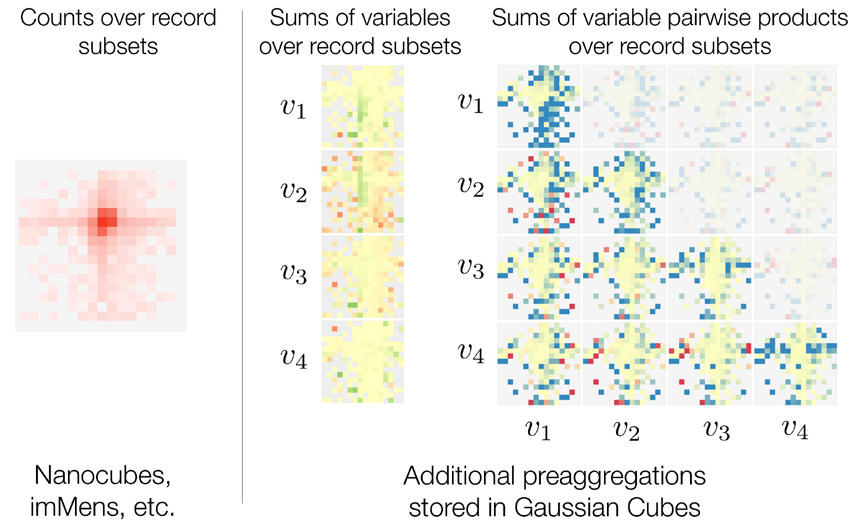 Counts over record
subsets
Sums of variables
over record subsets
Sums of variable pairwise products
over record subsets
v1
v2
v3
v4
v1
v2
v3
v4
v1
v2
v3
v4
Nanocubes,
imMens, etc.
Additional preaggregations
stored in Gaussian Cubes